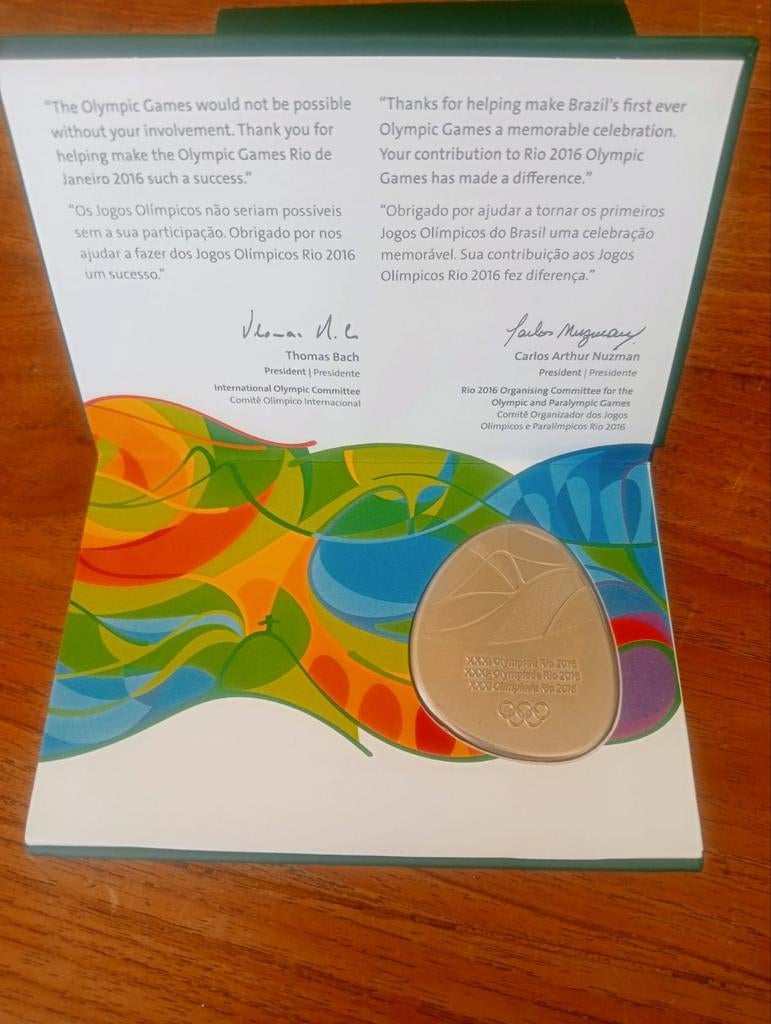 “The Olympic Games would not be possible
without your involvement. Thank you for
helping make the Olympic Games Rio de
Janeiro 2016 such a success.”
“Os Jogos Olímpicos não seriam possíveis
sem a sua participação. Obrigado por nos
ajudar a fazer dos Jogos Olímpicos Rio 2016
um sucesso.”
Thomas Bach
President | Presidente
International Olympic Committee
Comitê Olímpico Internacional
“Thanks for helping make Brazil's first ever
Olympic Games a memorable celebration.
Your contribution to Rio 2016 Olympic
Games has made a difference.”
“Obrigado por ajudar a tornar os primeiros
Jogos Olímpicos do Brasil uma celebração
memorável. Sua contribuição aos Jogos
Olímpicos Rio 2016 fez diferença.”
Carlos Nuzman
Carlos Arthur Nuzman
President | Presidente
Rio 2016 Organising Committee for the
Olympic and Paralympic Games
Comitê Organizador dos Jogos
Olímpicos e Paralímpicos Rio 2016
XXXI Olympiad Rio 2016
XXXIe Olympiade Rio 2016
XXXI Olimpíada Rio 2016